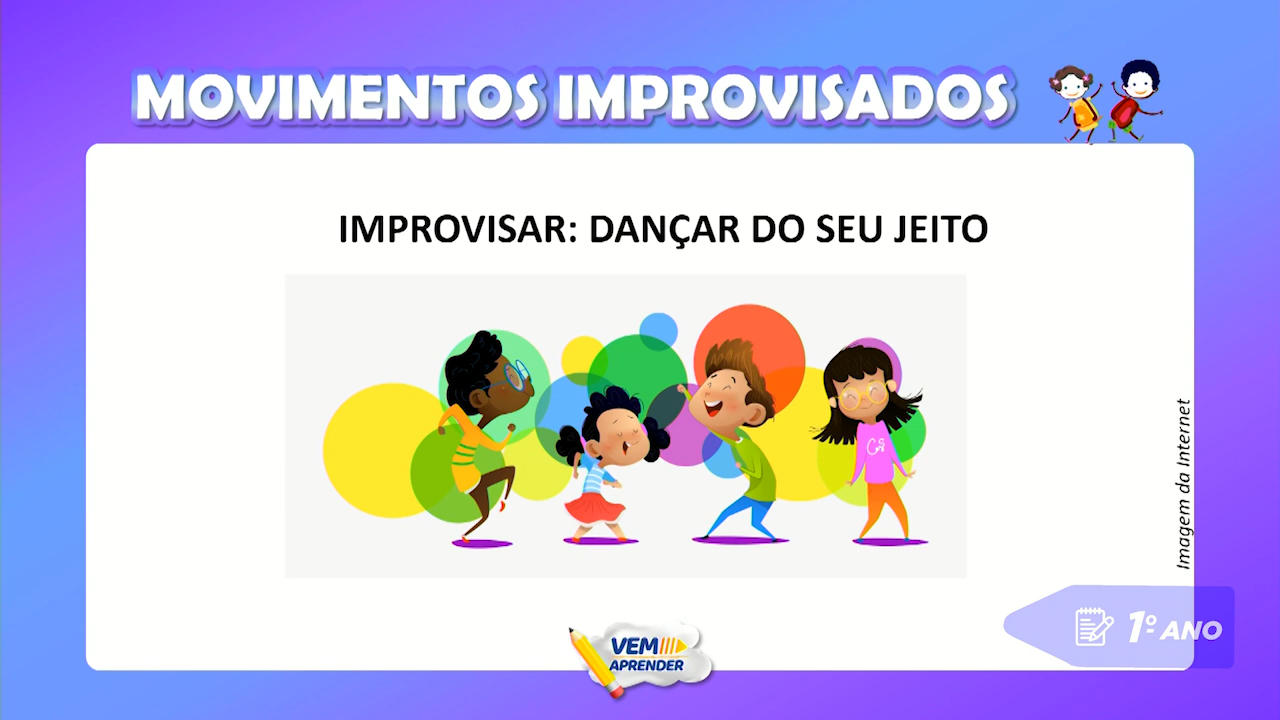 MOVIMENTOS IMPROVISADOS
IMPROVISAR: DANÇAR DO SEU JEITO
Imagem da Internet
1º ANO
VEM
APRENDER